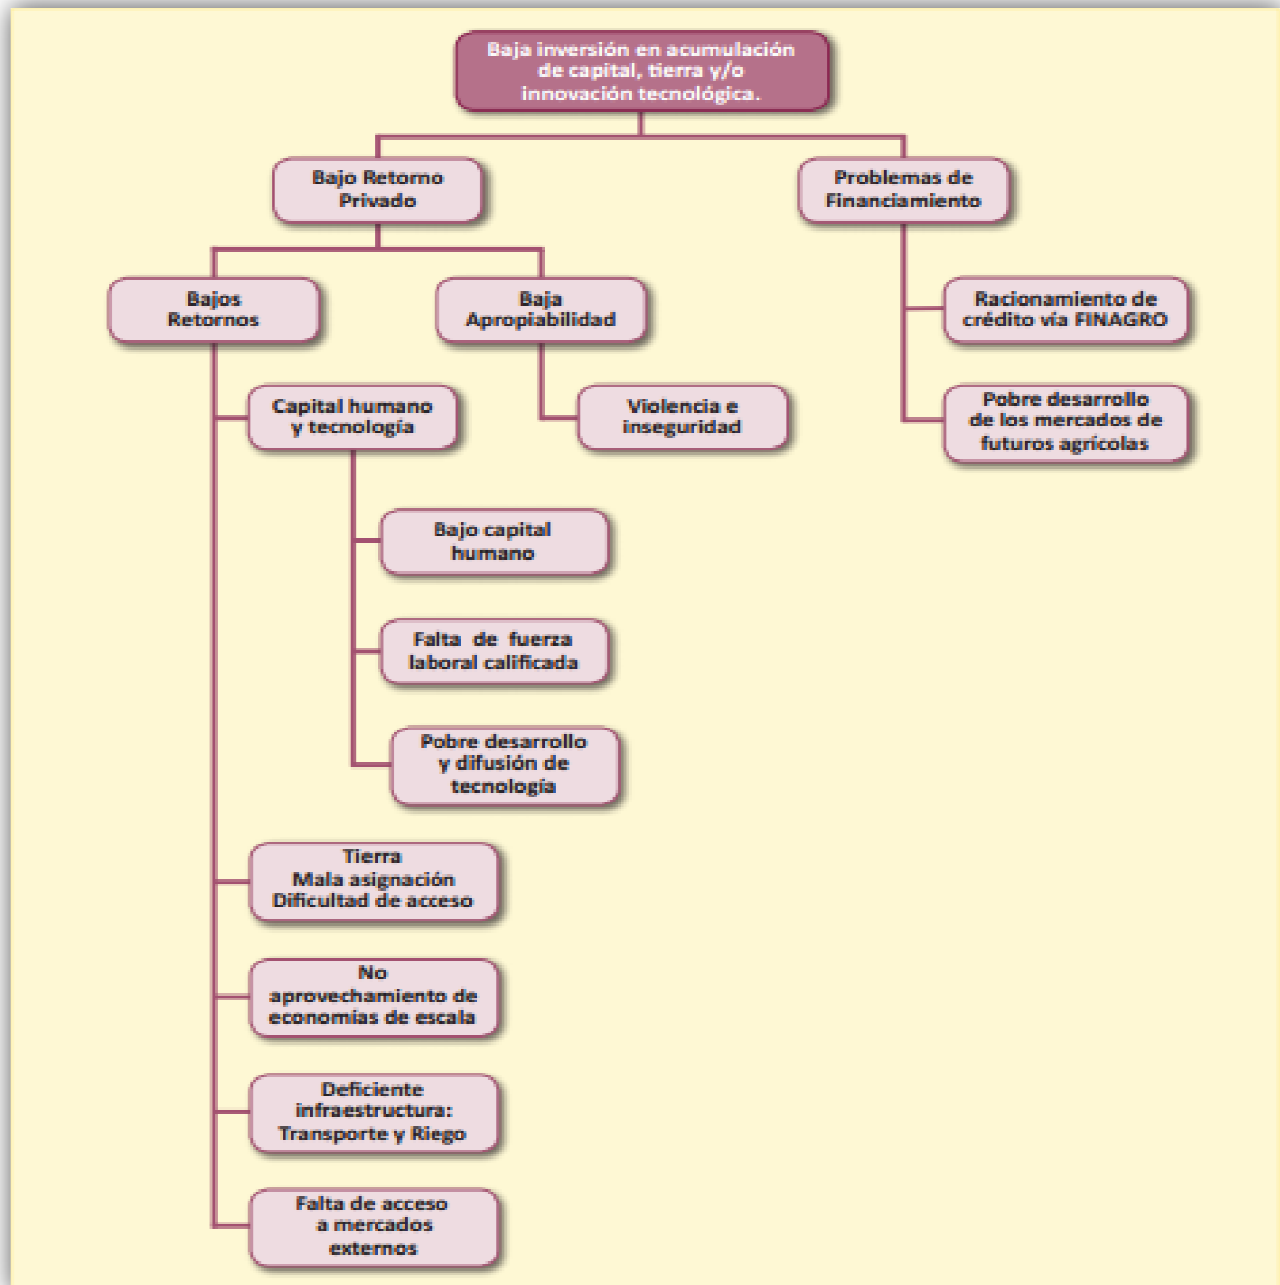 Baja inversión en acumulación
de capital, tierra y/o
innovación tecnológica.
Bajo Retorno
Privado
Problemas de
Financiamiento
Bajos
Retornos
Baja
Apropiabilidad
Racionamiento de
crédito vía FINAGRO
Capital humano
y tecnología
Violencia e
inseguridad
Pobre desarrollo
de los mercados de
futuros agrícolas
Bajo capital
humano
Falta de fuerza
laboral calificada
Pobre desarrollo
y difusión de
tecnología
Tierra
Mala asignación
Dificultad de acceso
No
aprovechamiento de
economías de escala
Deficiente
infraestructura:
Transporte y Riego
Falta de acceso
a mercados
externos